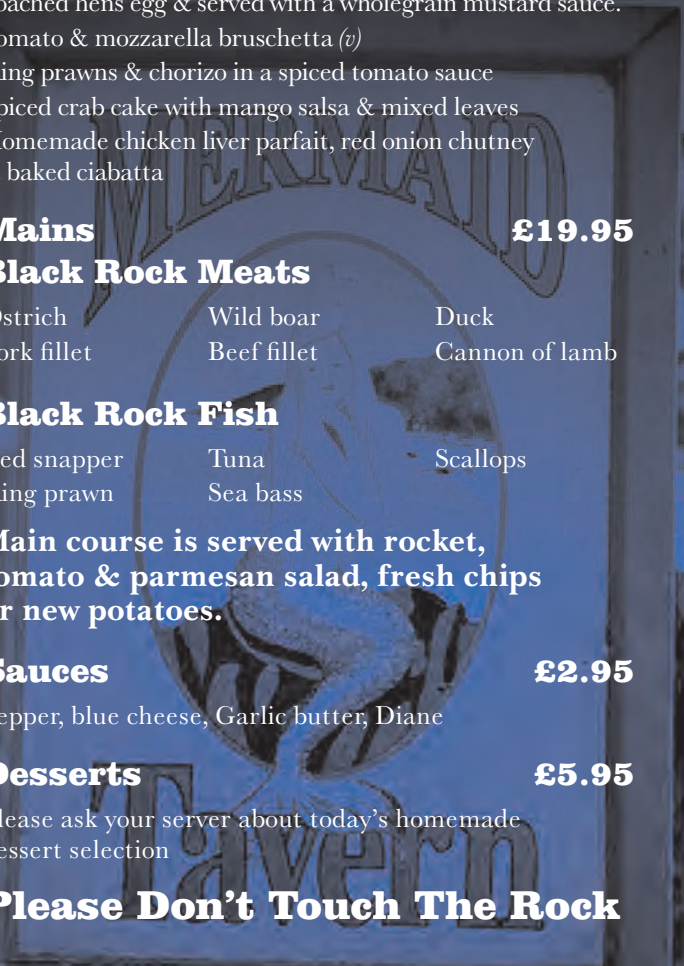 oached hens egg & served with a wholegrain mustard sauce.
omato & mozzarella bruschetta (v)
ing prawns & chorizo in a spiced tomato sauce
piced crab cake with mango salsa & mixed leaves
omemade chicken liver parfait, red onion chutney
baked ciabatta
MERMAID
Mains £19.95
Black Rock Meats
Ostrich Wild boar Duck
ork fillet Beef fillet Cannon of lamb
Black Rock Fish
ed snapper Tuna Scallops
ing prawn Sea bass
Main course is served with rocket,
omato & parmesan salad, fresh chips
r new potatoes.
Sauces £2.95
epper, blue cheese, Garlic butter, Diane
Desserts £5.95
lease ask your server about today's homemade
essert selection
Tavern
Please Don't Touch The Rock